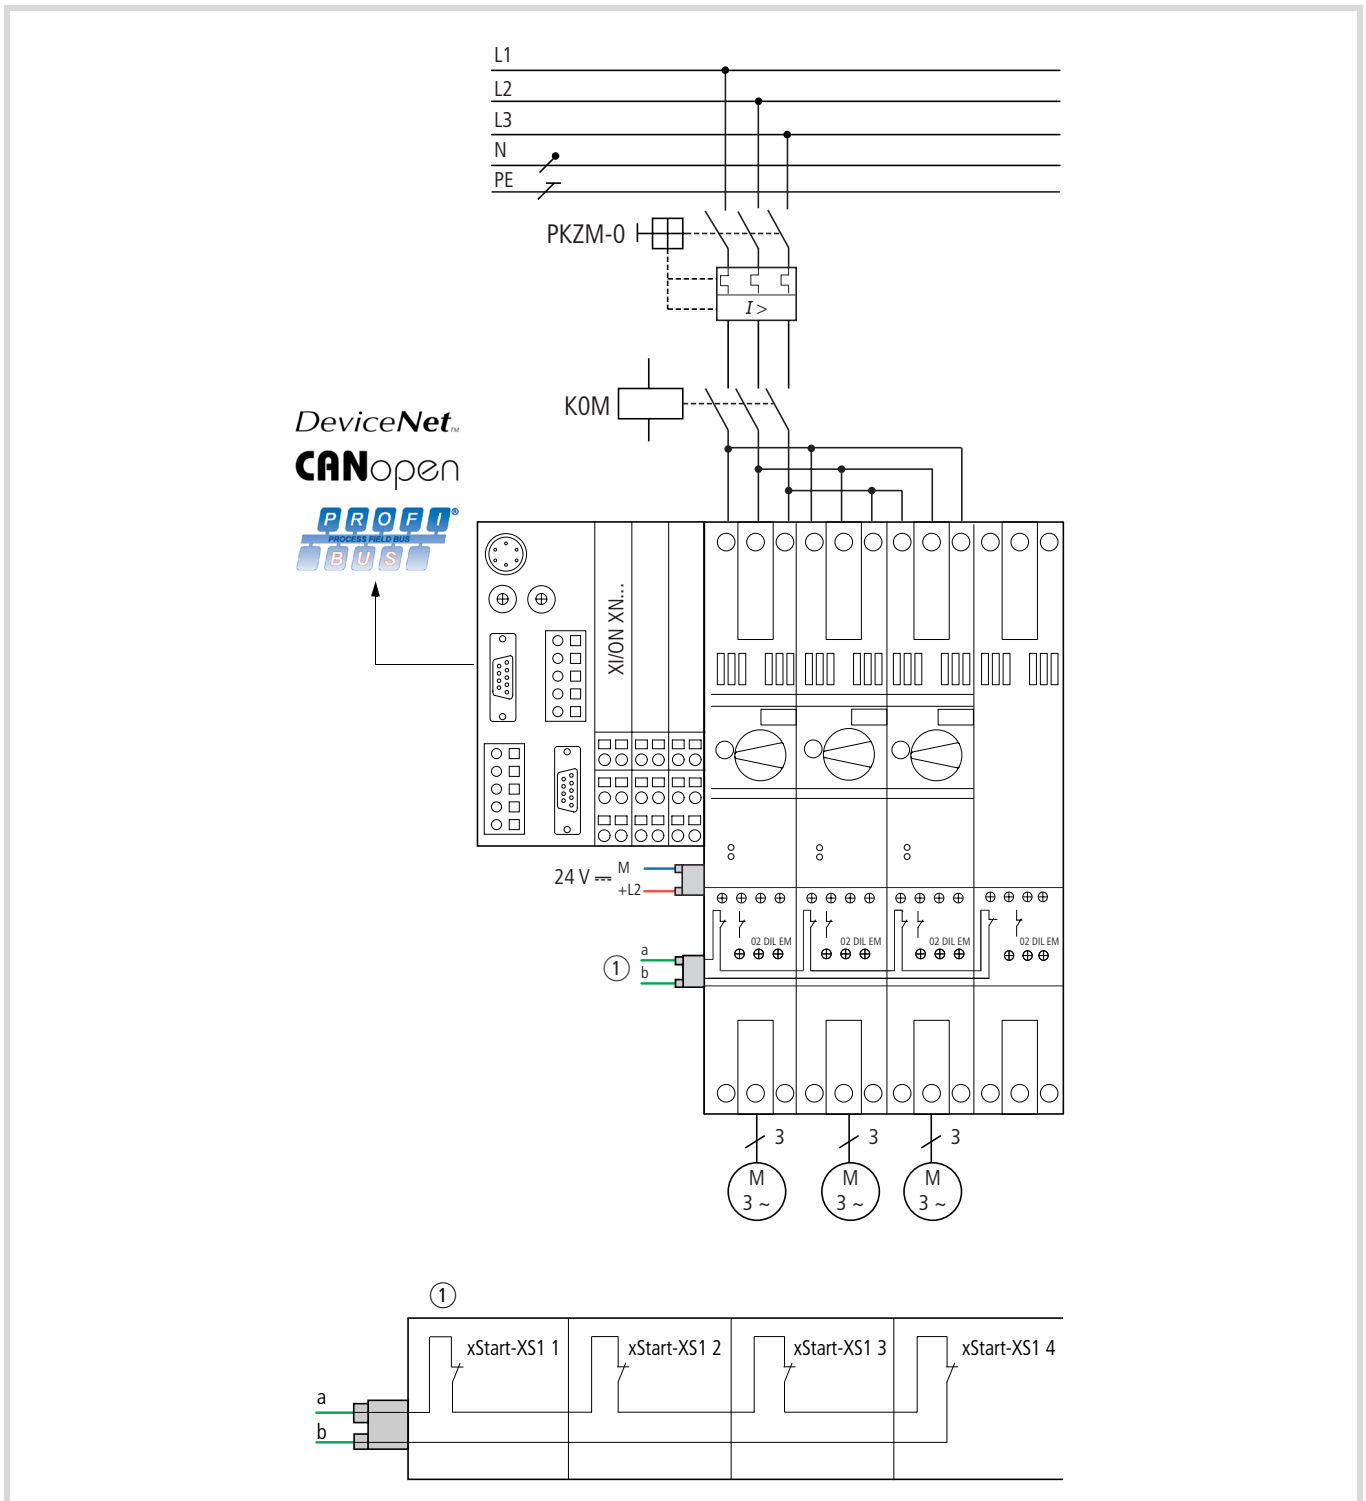 L1
L2
L3
N
PE
PKZM-0
I >
K0M
DeviceNet™
CANopen
PROFI®
PROCESS FIELD BUS
BUS
XI/ON XN...
24 V
M
+L2
02 DIL EM
02 DIL EM
02 DIL EM
02 DIL EM
a
1
b
3
3
3
M
3 ~
M
3 ~
M
3 ~
1
xStart-XS1 1
xStart-XS1 2
xStart-XS1 3
xStart-XS1 4
a
b